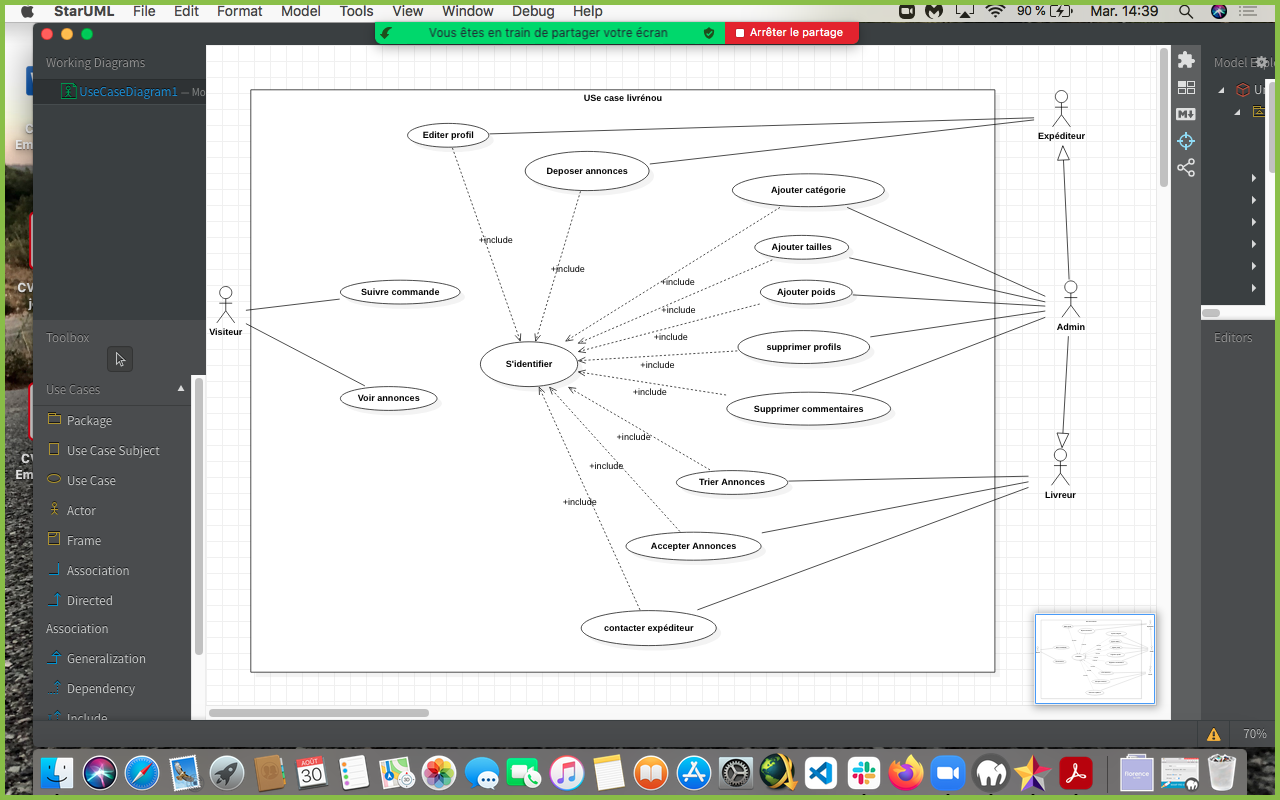 StarUML File Edit Format Model Tools View Window Debug Help
90 % Mar. 14:39
Vous êtes en train de partager votre écran
Arrêter le partage
Working Diagrams
UseCaseDiagram1 — Mo
Model Explo
Un
USe case livrénou
Editer profil
Deposer annonces
Expéditeur
Ajouter catégorie
Ajouter tailles
Ajouter poids
supprimer profils
Supprimer commentaires
Suivre commande
Visiteur
Admin
S'identifier
Voir annonces
Trier Annonces
Livreur
Accepter Annonces
contacter expéditeur
+include
+include
+include
+include
+include
+include
+include
+include
+include
+include
Toolbox
Use Cases
Package
Use Case Subject
Use Case
Actor
Frame
Association
Directed
Association
Generalization
Dependency
Include
Editors
70%
AOÛT
30
florence